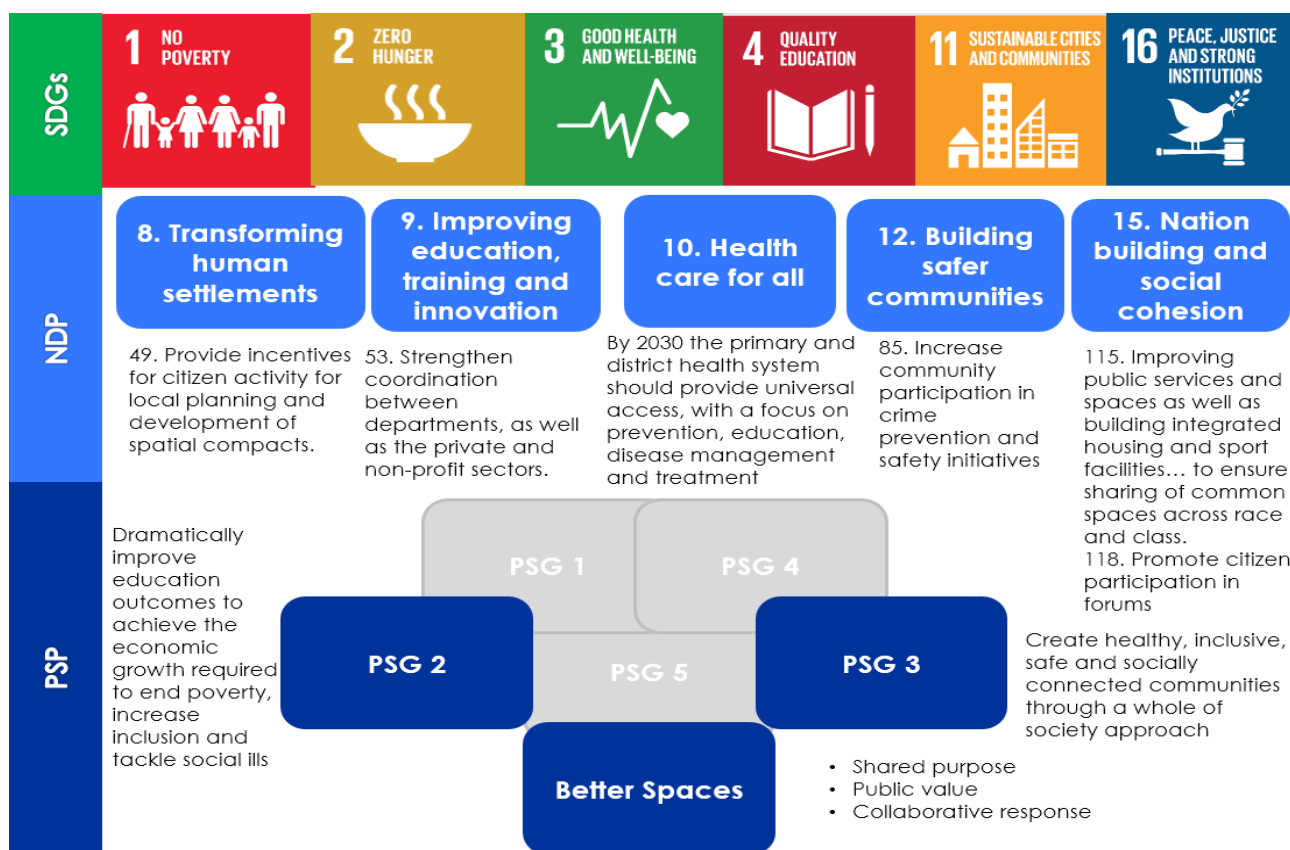 SDGs
1 NO
POVERTY
2 ZERO
HUNGER
3 GOOD HEALTH
AND WELL-BEING
4 QUALITY
EDUCATION
11 SUSTAINABLE CITIES
AND COMMUNITIES
16 PEACE, JUSTICE
AND STRONG
INSTITUTIONS
NDP
8. Transforming
human
settlements
9. Improving
education,
training and
innovation
10. Health
care for all
12. Building
safer
communities
15. Nation
building and
social
cohesion
49. Provide incentives
for citizen activity for
local planning and
development of
spatial compacts.
53. Strengthen
coordination
between
departments, as well
as the private and
non-profit sectors.
By 2030 the primary and
district health system
should provide universal
access, with a focus on
prevention, education,
disease management
and treatment
85. Increase
community
participation in
crime
prevention and
safety initiatives
115. Improving
public services and
spaces as well as
building integrated
housing and sport
facilities... to ensure
sharing of common
spaces across race
and class.
118. Promote citizen
participation in
forums
PSP
Dramatically
improve
education
outcomes to
achieve the
economic
growth required
to end poverty,
increase
inclusion and
tackle social ills
PSG 1
PSG 4
PSG 2
PSG 5
PSG 3
Better Spaces
Create healthy, inclusive,
safe and socially
connected communities
through a whole of
society approach
• Shared purpose
• Public value
• Collaborative response